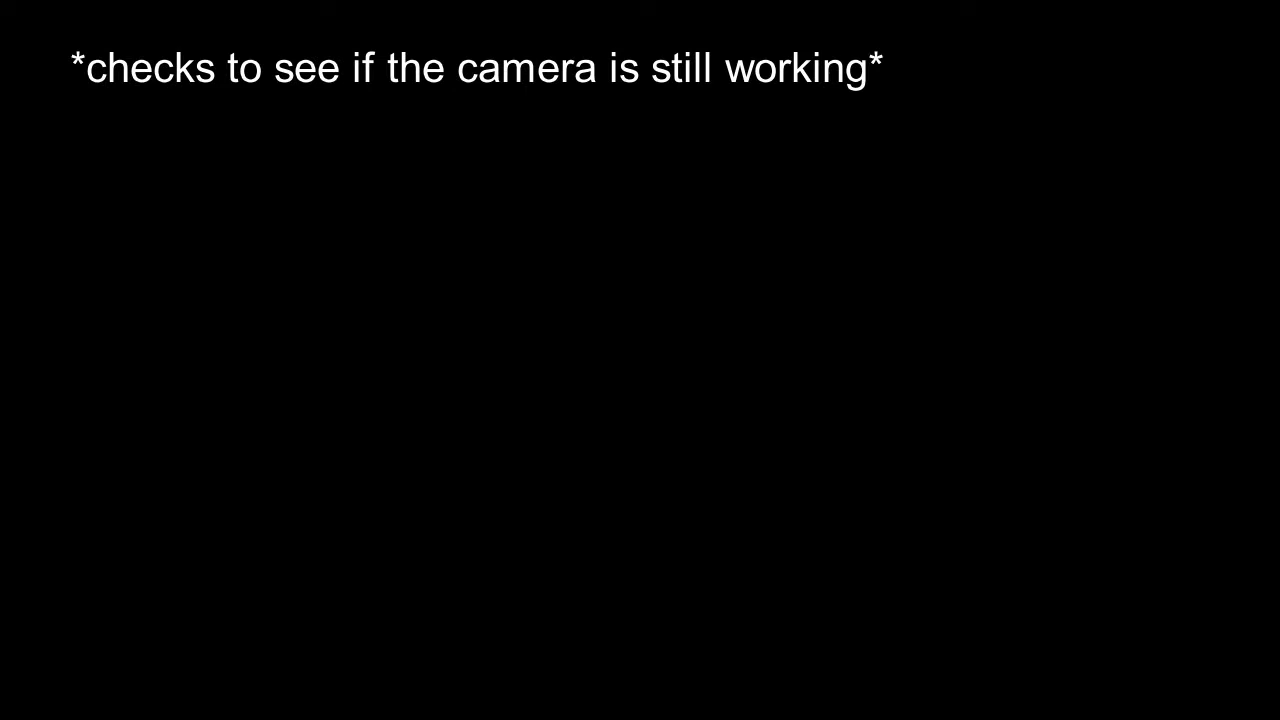 *checks to see if the camera is still working*